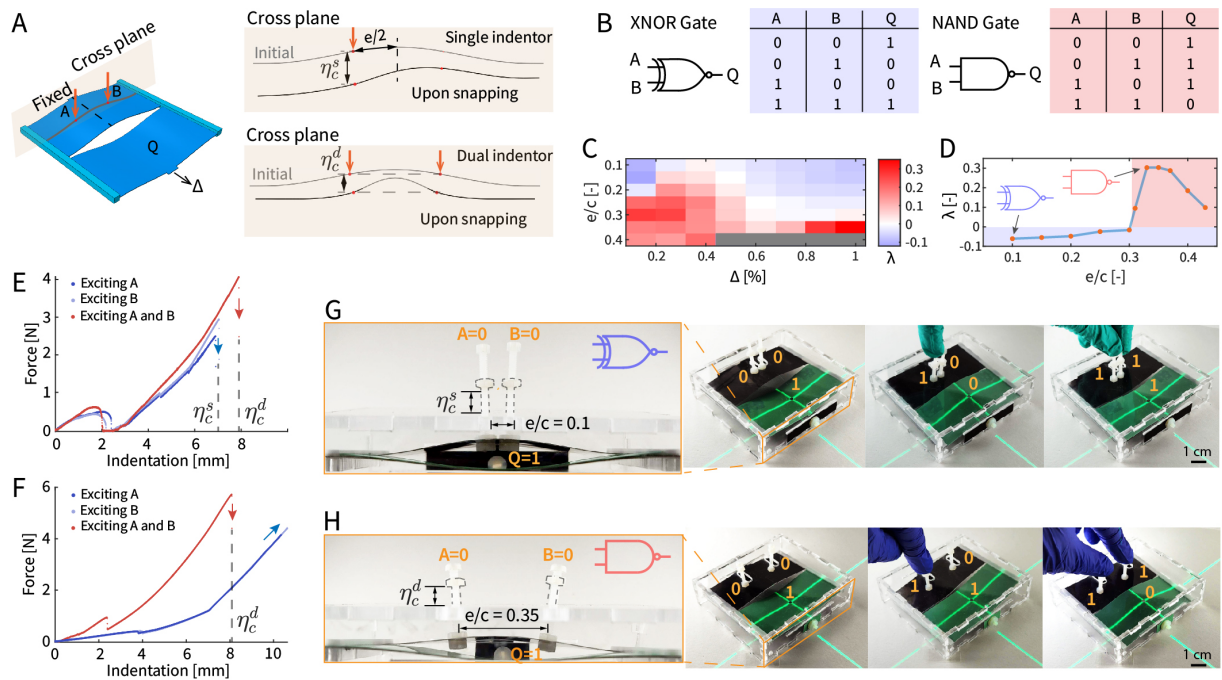 A
Cross plane
Fixed
A
B
Q
Δ
Cross plane
e/2
Single indentor
Initial
η_c^s
Upon snapping
Cross plane
η_c^d
Dual indentor
Initial
Upon snapping
B
XNOR Gate
A
B
Q
A B Q
0 0 1
0 1 0
1 0 0
1 1 1
NAND Gate
A
B
Q
A B Q
0 0 1
0 1 1
1 0 1
1 1 0
C
e/c [-]
0.1
0.2
0.3
0.4
0.2 0.4 0.6 0.8 1
Δ [%]
0.3
0.2
0.1
0
-0.1
λ
D
λ [-]
0.3
0.2
0.1
0
-0.1
0.1 0.2 0.3 0.4
e/c [-]
E
Force [N]
4
3
2
1
0
Exciting A
Exciting B
Exciting A and B
η_c^s
η_c^d
0 2 4 6 8 10
Indentation [mm]
F
Force [N]
6
4
2
0
Exciting A
Exciting B
Exciting A and B
η_c^d
0 2 4 6 8 10
Indentation [mm]
G
A=0 B=0
η_c^s
e/c = 0.1
Q=1
0 0
1
1 0
0
1 1
1
1 cm
H
A=0 B=0
η_c^d
e/c = 0.35
Q=1
0 0
1
1 0
1
1 1
0
1 cm